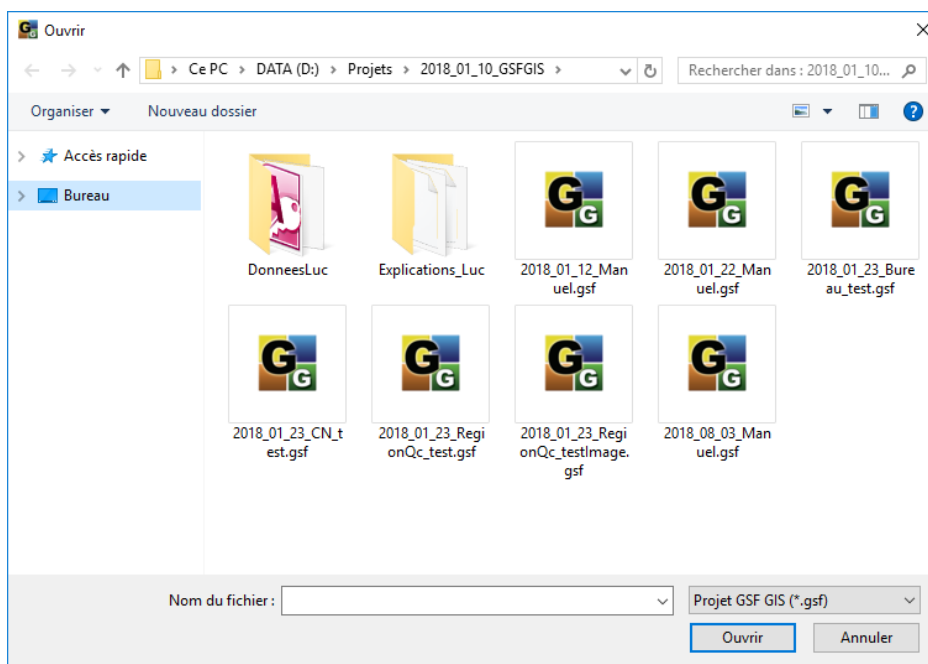 Ouvrir
Ce PC > DATA (D:) > Projets > 2018_01_10_GSFGIS >
Rechercher dans : 2018_01_10...
Organiser
Nouveau dossier
?
Accès rapide
Bureau
DonneesLuc
Explications_Luc
2018_01_12_Man
uel.gsf
2018_01_22_Man
uel.gsf
2018_01_23_Bure
au_test.gsf
2018_01_23_CN_t
est.gsf
2018_01_23_Regi
onQc_test.gsf
2018_01_23_Regi
onQc_testImage.
gsf
2018_08_03_Man
uel.gsf
Nom du fichier :
Projet GSF GIS (*.gsf)
Ouvrir
Annuler